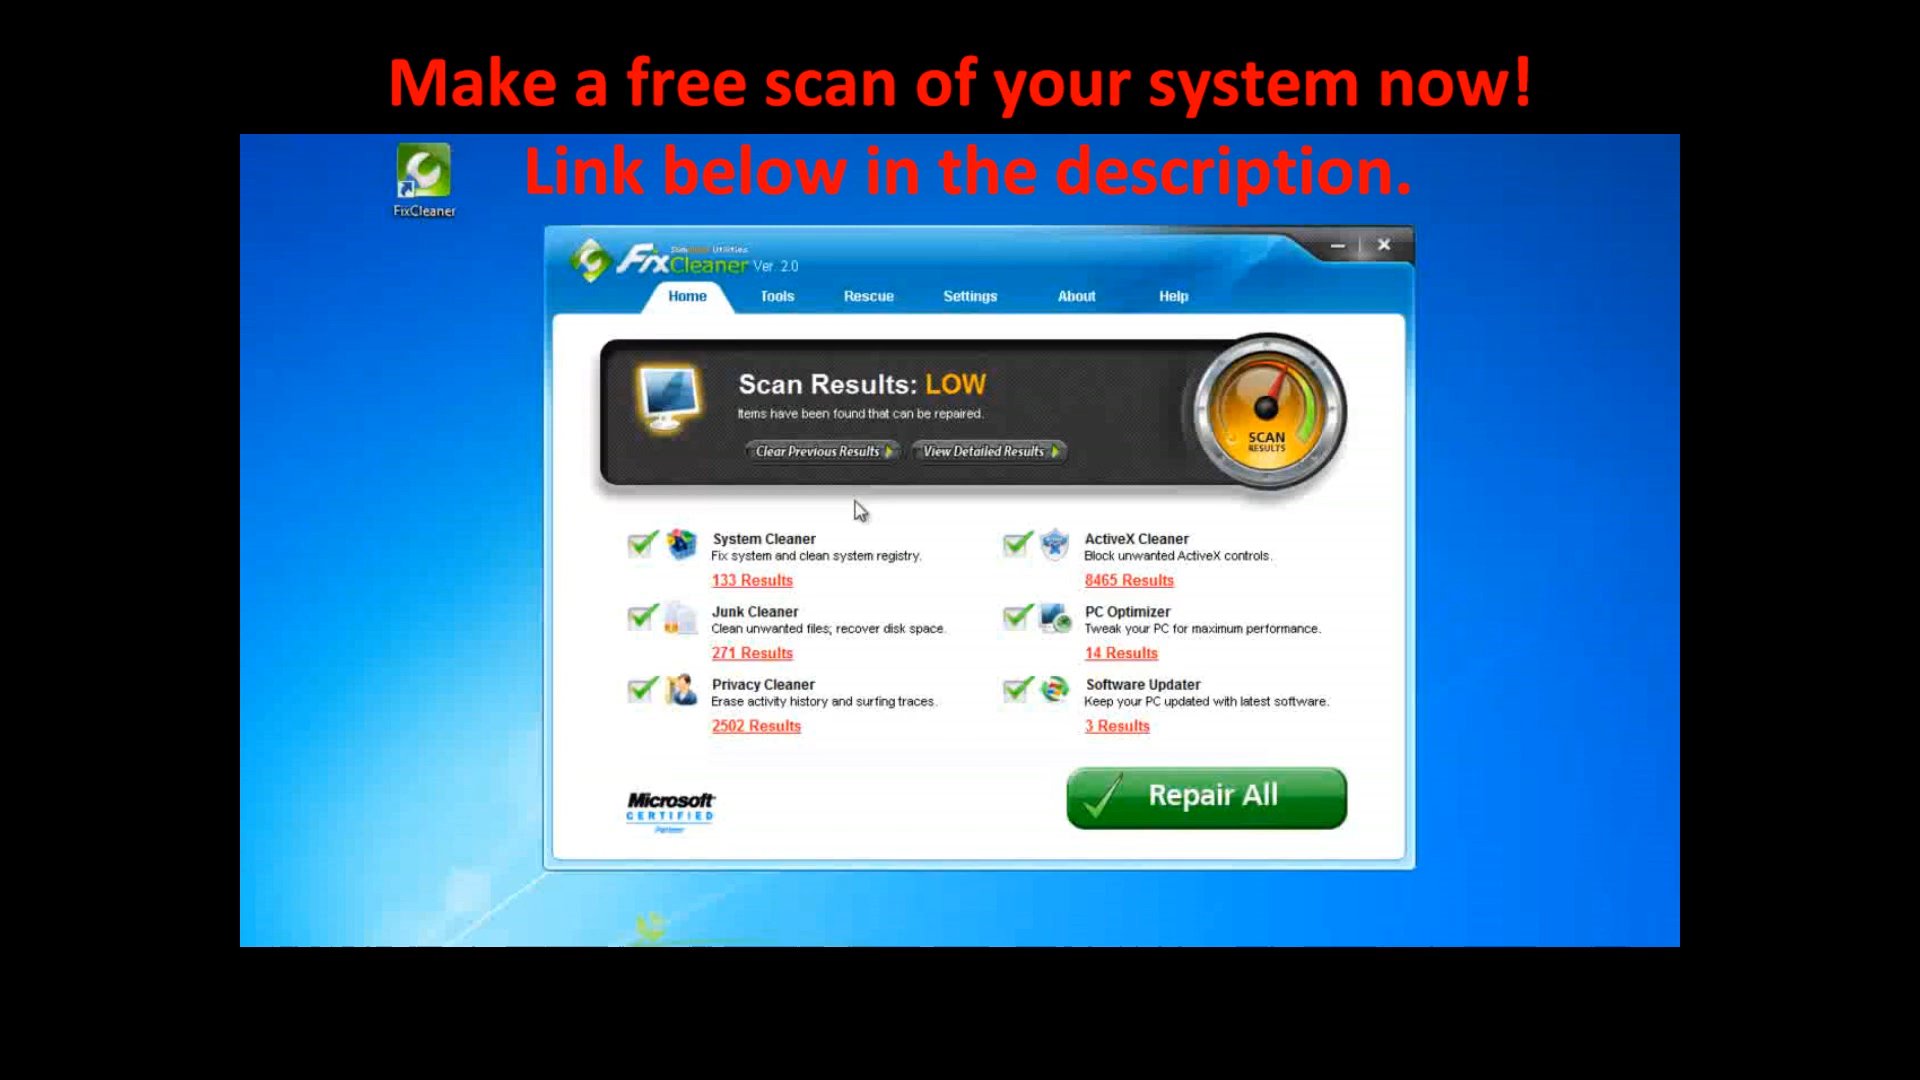 Make a free scan of your system now!
Link below in the description.
FixCleaner
FixCleaner Ver. 2.0
Home Tools Rescue Settings About Help
Scan Results: LOW
Items have been found that can be repaired.
Clear Previous Results View Detailed Results
SCAN
RESULTS
System Cleaner
Fix system and clean system registry.
133 Results
ActiveX Cleaner
Block unwanted ActiveX controls.
8465 Results
Junk Cleaner
Clean unwanted files; recover disk space.
271 Results
PC Optimizer
Tweak your PC for maximum performance.
14 Results
Privacy Cleaner
Erase activity history and surfing traces.
2502 Results
Software Updater
Keep your PC updated with latest software.
3 Results
Microsoft
CERTIFIED
Partner
Repair All